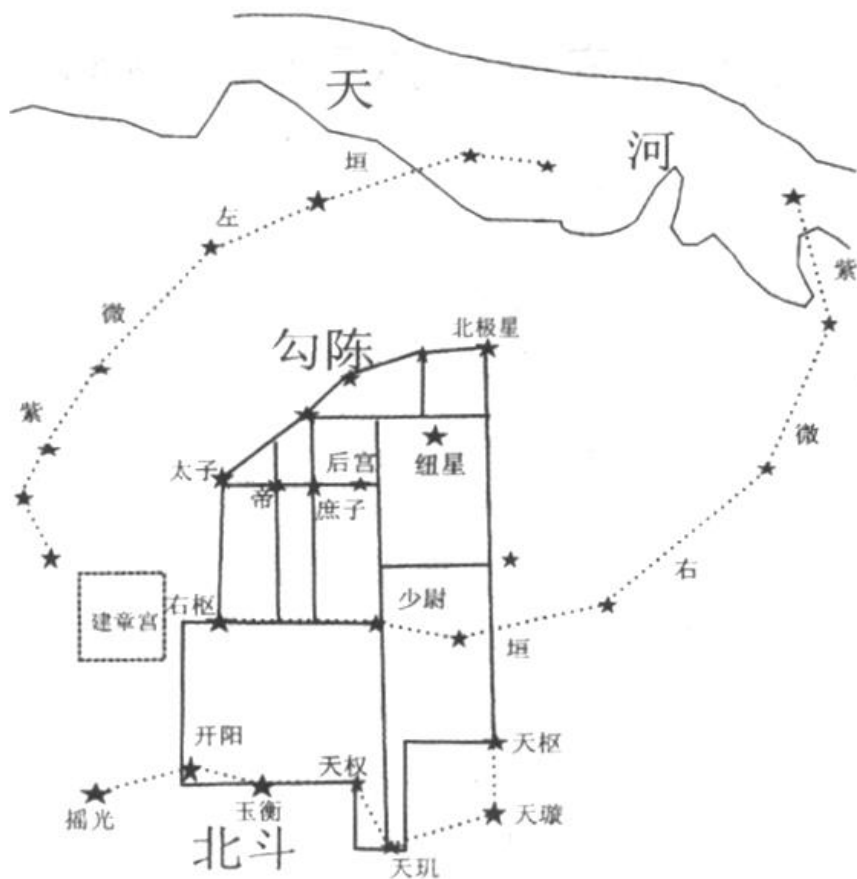 天
河
垣
左
微
紫
紫
微
右
垣
勾陈
北极星
太子
帝
后宫
庶子
纽星
建章宫
右枢
少尉
开阳
天权
天枢
摇光
玉衡
天璇
北斗
天玑